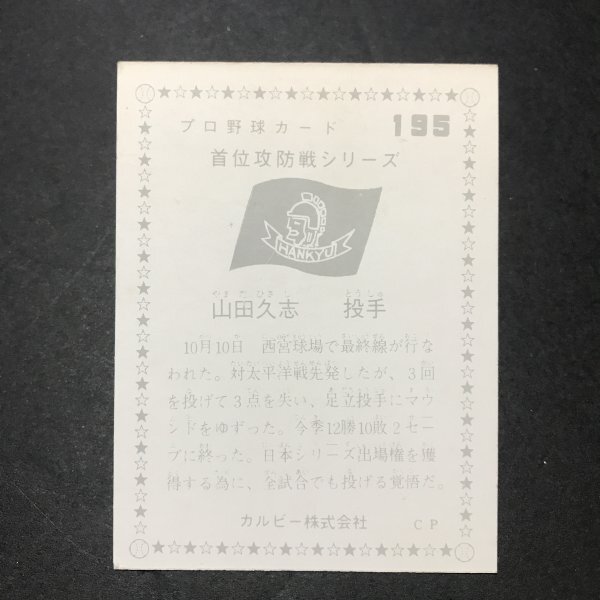 プロ野球カード 195
首位攻防戦シリーズ
HANKYU
やまだひさし とうしゅ
山田久志 投手
10月10日 西宮球場で最終線が行な
われた。対太平洋戦先発したが、3回
を投げて3点を失い、足立投手にマウ
ンドをゆずった。今季12勝10敗2セー
ブに終った。日本シリーズ出場権を獲
得する為に、全試合でも投げる覚悟だ。
カルビー株式会社 CP